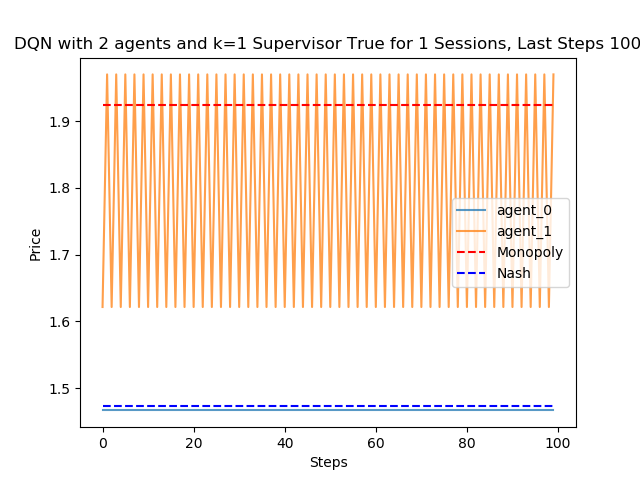 DQN with 2 agents and k=1 Supervisor True for 1 Sessions, Last Steps 100
1.9
1.8
1.7
1.6
1.5
Price
agent_0
agent_1
Monopoly
Nash
0 20 40 60 80 100
Steps